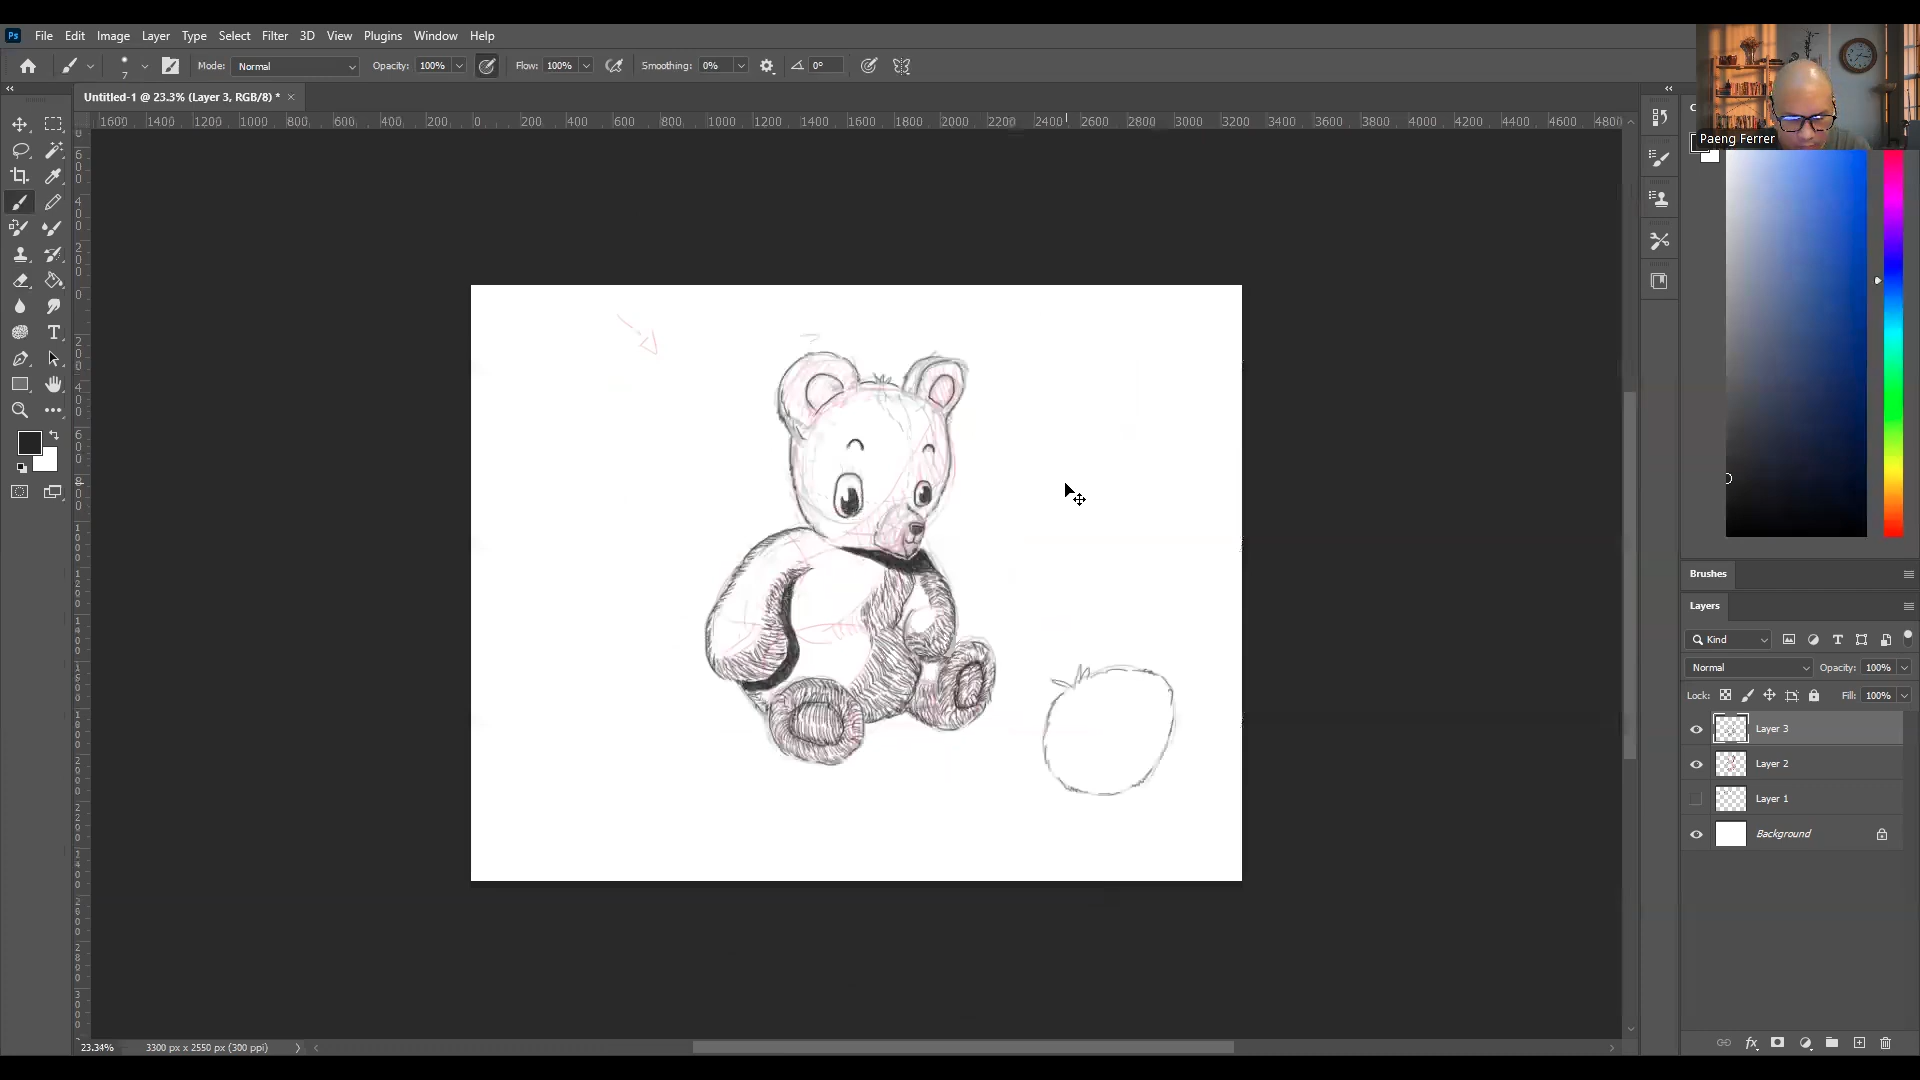 Ps File Edit Image Layer Type Select Filter 3D View Plugins Window Help
7 Mode: Normal Opacity: 100% Flow: 100% Smoothing: 0% 0°
Untitled-1 @ 23.3% (Layer 3, RGB/8) * ×
1600 1400 1200 1000 800 600 400 200 0 200 400 600 800 1000 1200 1400 1600 1800 2000 2200 2400 2600 2800 3000 3200 3400 3600 3800 4000 4200 4400 4600 4800
Paeng Ferrer
Brushes
Layers
Kind
Normal Opacity: 100%
Lock: Fill: 100%
Layer 3
Layer 2
Layer 1
Background
fx
23.34% 3300 px x 2550 px (300 ppi)